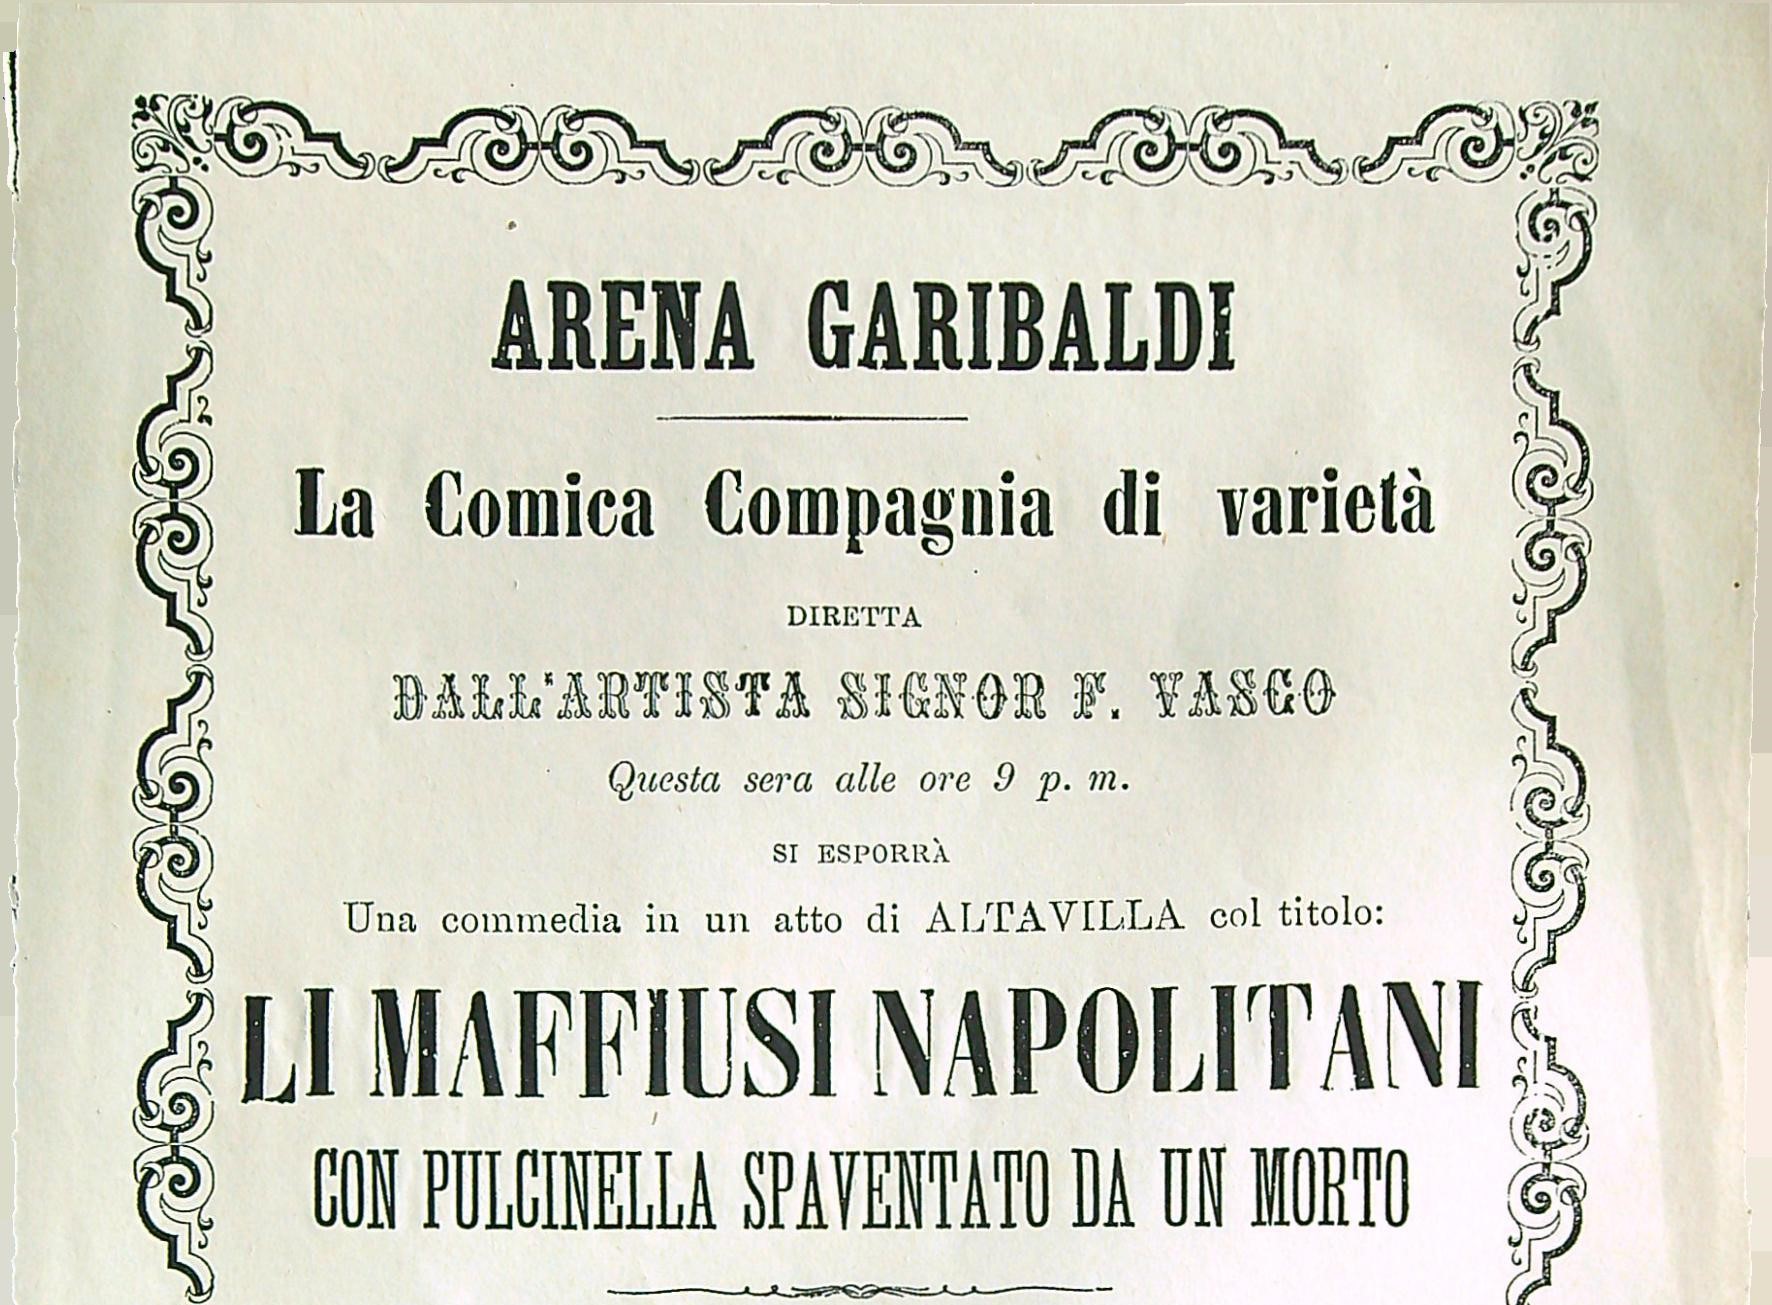 ARENA GARIBALDI
La Comica Compagnia di varietà
DIRETTA
DALL'ARTISTA SIGNOR F. VASCO
Questa sera alle ore 9 p. m.
SI ESPORRÀ
Una commedia in un atto di ALTAVILLA col titolo:
LI MAFFIUSI NAPOLITANI
CON PULCINELLA SPAVENTATO DA UN MORTO